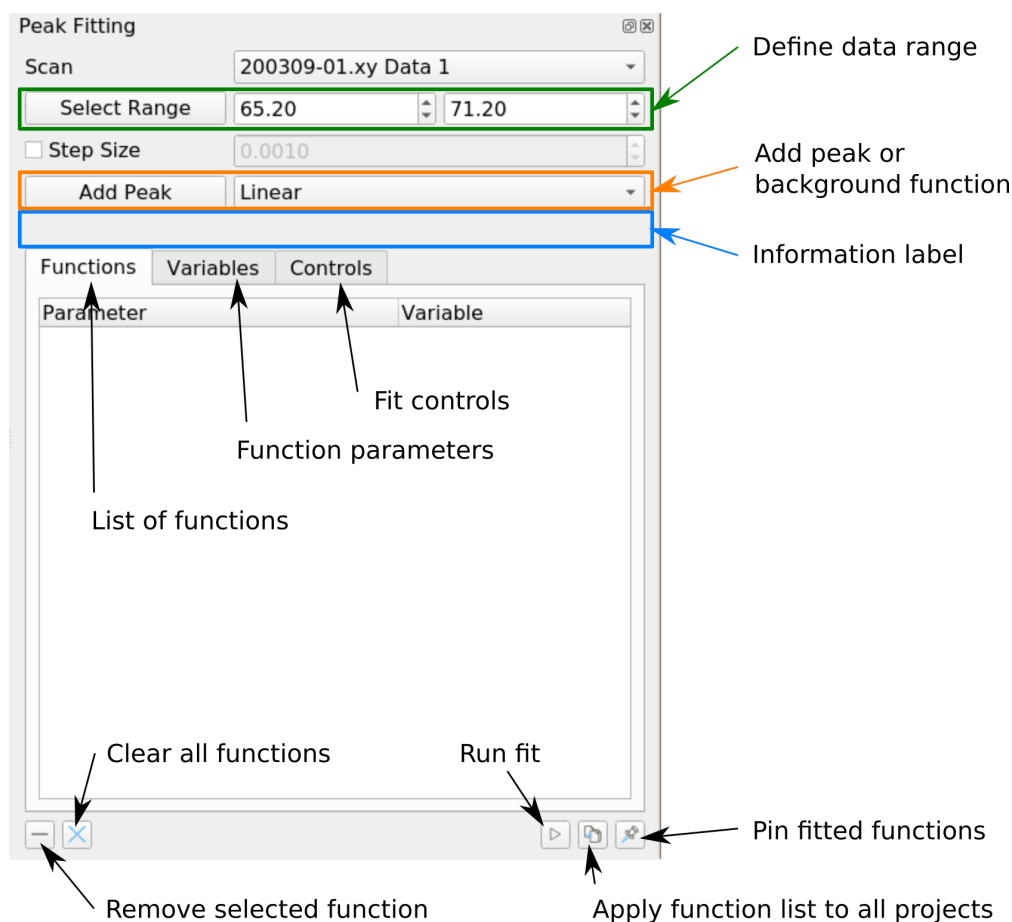 Peak Fitting
Define data range
Scan 200309-01.xy Data 1
Select Range 65.20 71.20
Step Size 0.0010
Add peak or
background function
Add Peak Linear
Information label
Functions Variables Controls
Parameter Variable
Fit controls
Function parameters
List of functions
Clear all functions Run fit
Pin fitted functions
Remove selected function Apply function list to all projects